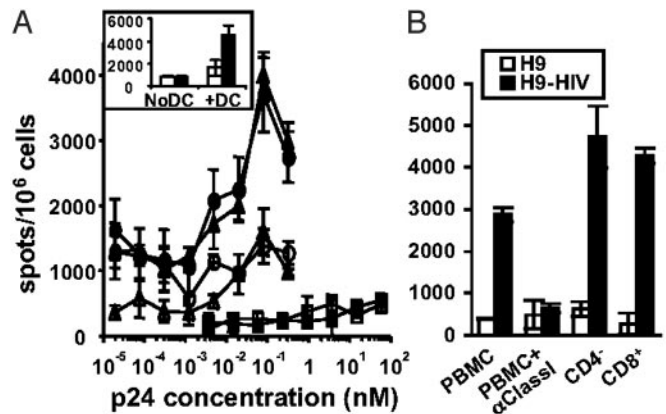 A
B
6000
4000
2000
0
NoDC +DC
4000
3000
2000
1000
0
10⁻⁵ 10⁻⁴ 10⁻³ 10⁻² 10⁻¹ 1 10 10²
p24 concentration (nM)
spots/10⁶ cells
H9
H9-HIV
6000
5000
4000
3000
2000
1000
0
PBMC
PBMC+
αClassI
CD4⁻
CD8⁺